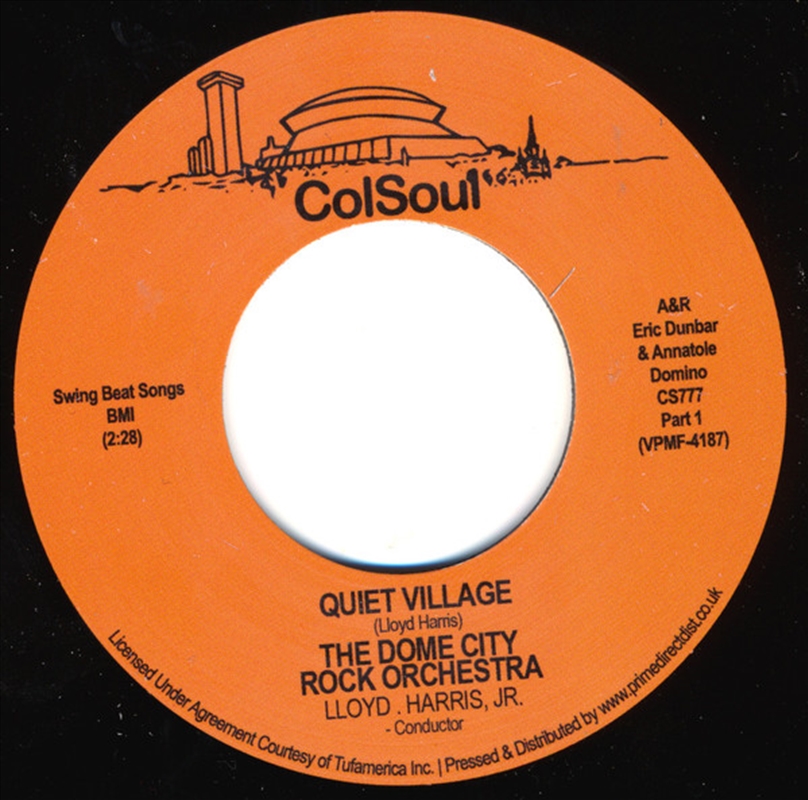 ColSoul
Swing Beat Songs
BMI
(2:28)
A&R
Eric Dunbar
& Annatole
Domino
CS777
Part 1
(VPMF-4187)
QUIET VILLAGE
(Lloyd Harris)
THE DOME CITY
ROCK ORCHESTRA
LLOYD . HARRIS, JR.
- Conductor
Licensed Under Agreement Courtesy of Tufamerica Inc. | Pressed & Distributed by www.primedirectdist.co.uk